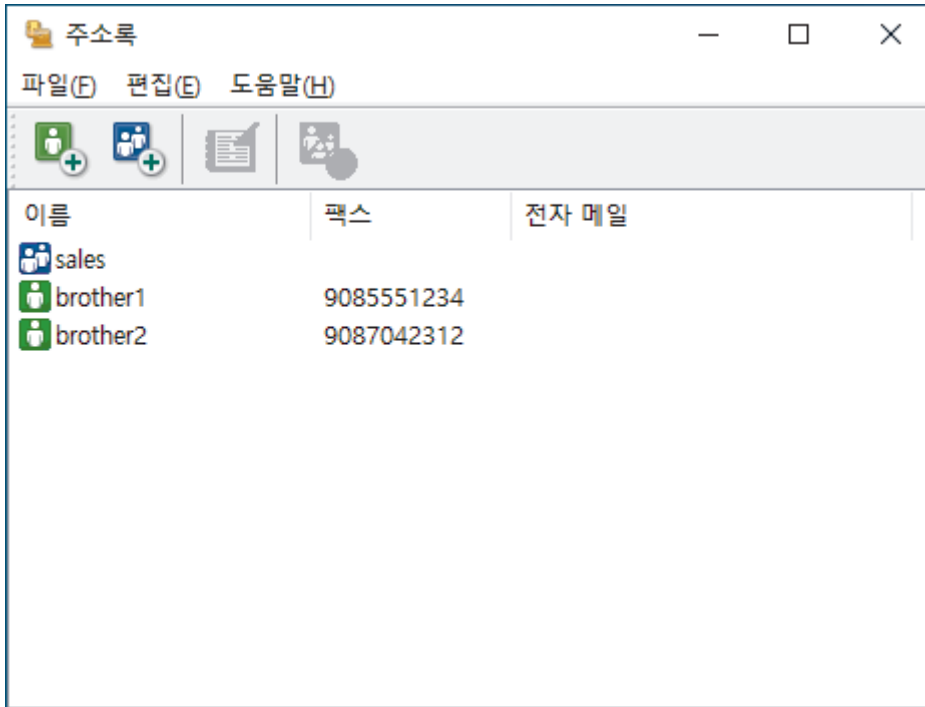 주소록
파일(F) 편집(E) 도움말(H)
이름 팩스 전자 메일
sales
brother1 9085551234
brother2 9087042312